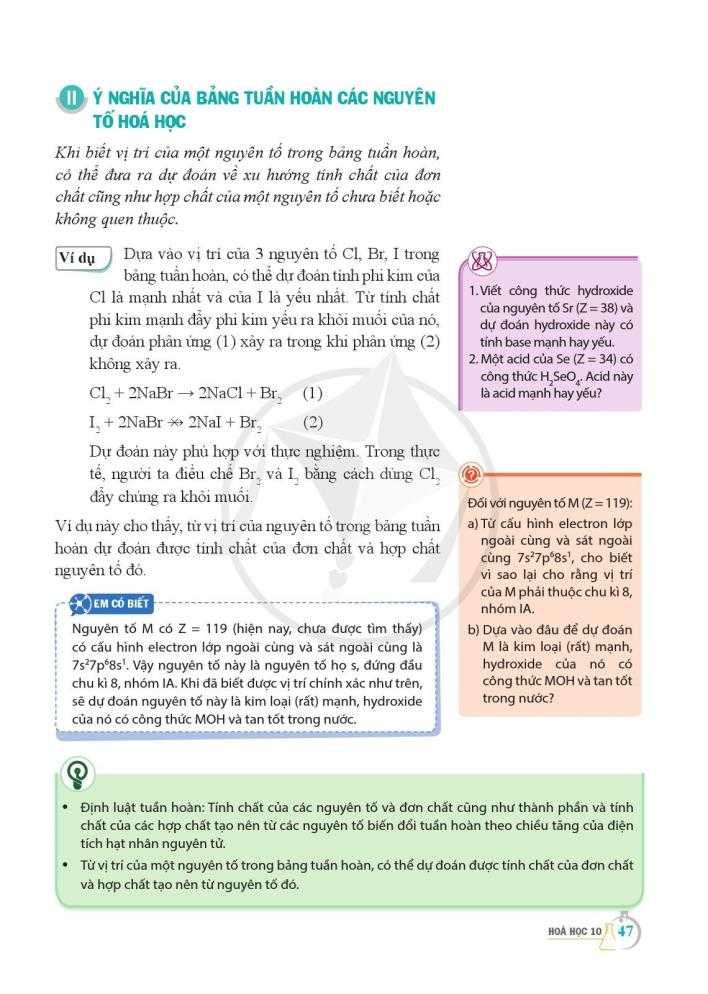 II Ý NGHĨA CỦA BẢNG TUẦN HOÀN CÁC NGUYÊN
TỐ HOÁ HỌC
Khi biết vị trí của một nguyên tố trong bảng tuần hoàn,
có thể đưa ra dự đoán về xu hướng tính chất của đơn
chất cũng như hợp chất của một nguyên tố chưa biết hoặc
không quen thuộc.
Ví dụ
Dựa vào vị trí của 3 nguyên tố Cl, Br, I trong
bảng tuần hoàn, có thể dự đoán tính phi kim của
Cl là mạnh nhất và của I là yếu nhất. Từ tính chất
phi kim mạnh đẩy phi kim yếu ra khỏi muối của nó,
dự đoán phản ứng (1) xảy ra trong khi phản ứng (2)
không xảy ra.
Cl₂ + 2NaBr → 2NaCl + Br₂ (1)
I₂ + 2NaBr ↛ 2NaI + Br₂ (2)
Dự đoán này phù hợp với thực nghiệm. Trong thực
tế, người ta điều chế Br₂ và I₂ bằng cách dùng Cl₂
đẩy chúng ra khỏi muối.
Ví dụ này cho thấy, từ vị trí của nguyên tố trong bảng tuần
hoàn dự đoán được tính chất của đơn chất và hợp chất
nguyên tố đó.
EM CÓ BIẾT
Nguyên tố M có Z = 119 (hiện nay, chưa được tìm thấy)
có cấu hình electron lớp ngoài cùng và sát ngoài cùng là
7s²7p⁶8s¹. Vậy nguyên tố này là nguyên tố họ s, đứng đầu
chu kì 8, nhóm IA. Khi đã biết được vị trí chính xác như trên,
sẽ dự đoán nguyên tố này là kim loại (rất) mạnh, hydroxide
của nó có công thức MOH và tan tốt trong nước.
1. Viết công thức hydroxide
của nguyên tố Sr (Z = 38) và
dự đoán hydroxide này có
tính base mạnh hay yếu.
2. Một acid của Se (Z = 34) có
công thức H₂SeO₄. Acid này
là acid mạnh hay yếu?
Đối với nguyên tố M (Z = 119):
a) Từ cấu hình electron lớp
ngoài cùng và sát ngoài
cùng 7s²7p⁶8s¹, cho biết
vì sao lại cho rằng vị trí
của M phải thuộc chu kì 8,
nhóm IA.
b) Dựa vào đâu để dự đoán
M là kim loại (rất) mạnh,
hydroxide của nó có
công thức MOH và tan tốt
trong nước?
• Định luật tuần hoàn: Tính chất của các nguyên tố và đơn chất cũng như thành phần và tính
chất của các hợp chất tạo nên từ các nguyên tố biến đổi tuần hoàn theo chiều tăng của điện
tích hạt nhân nguyên tử.
• Từ vị trí của một nguyên tố trong bảng tuần hoàn, có thể dự đoán được tính chất của đơn chất
và hợp chất tạo nên từ nguyên tố đó.
HOÁ HỌC 10 47